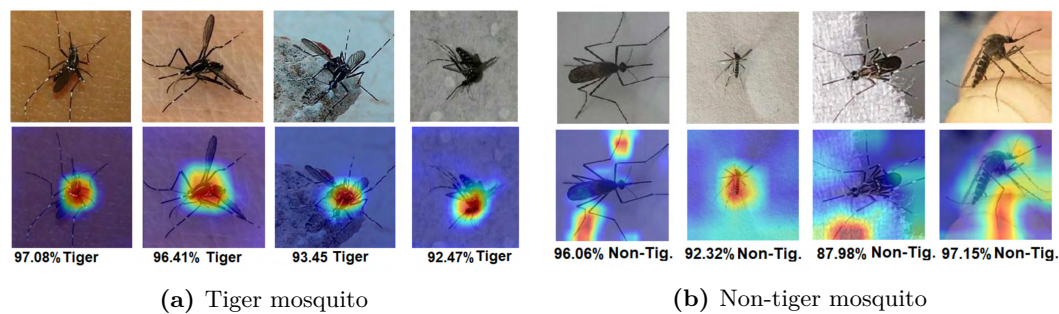 97.08% Tiger 96.41% Tiger 93.45 Tiger 92.47% Tiger 96.06% Non-Tig. 92.32% Non-Tig. 87.98% Non-Tig. 97.15% Non-Tig.
(a) Tiger mosquito (b) Non-tiger mosquito